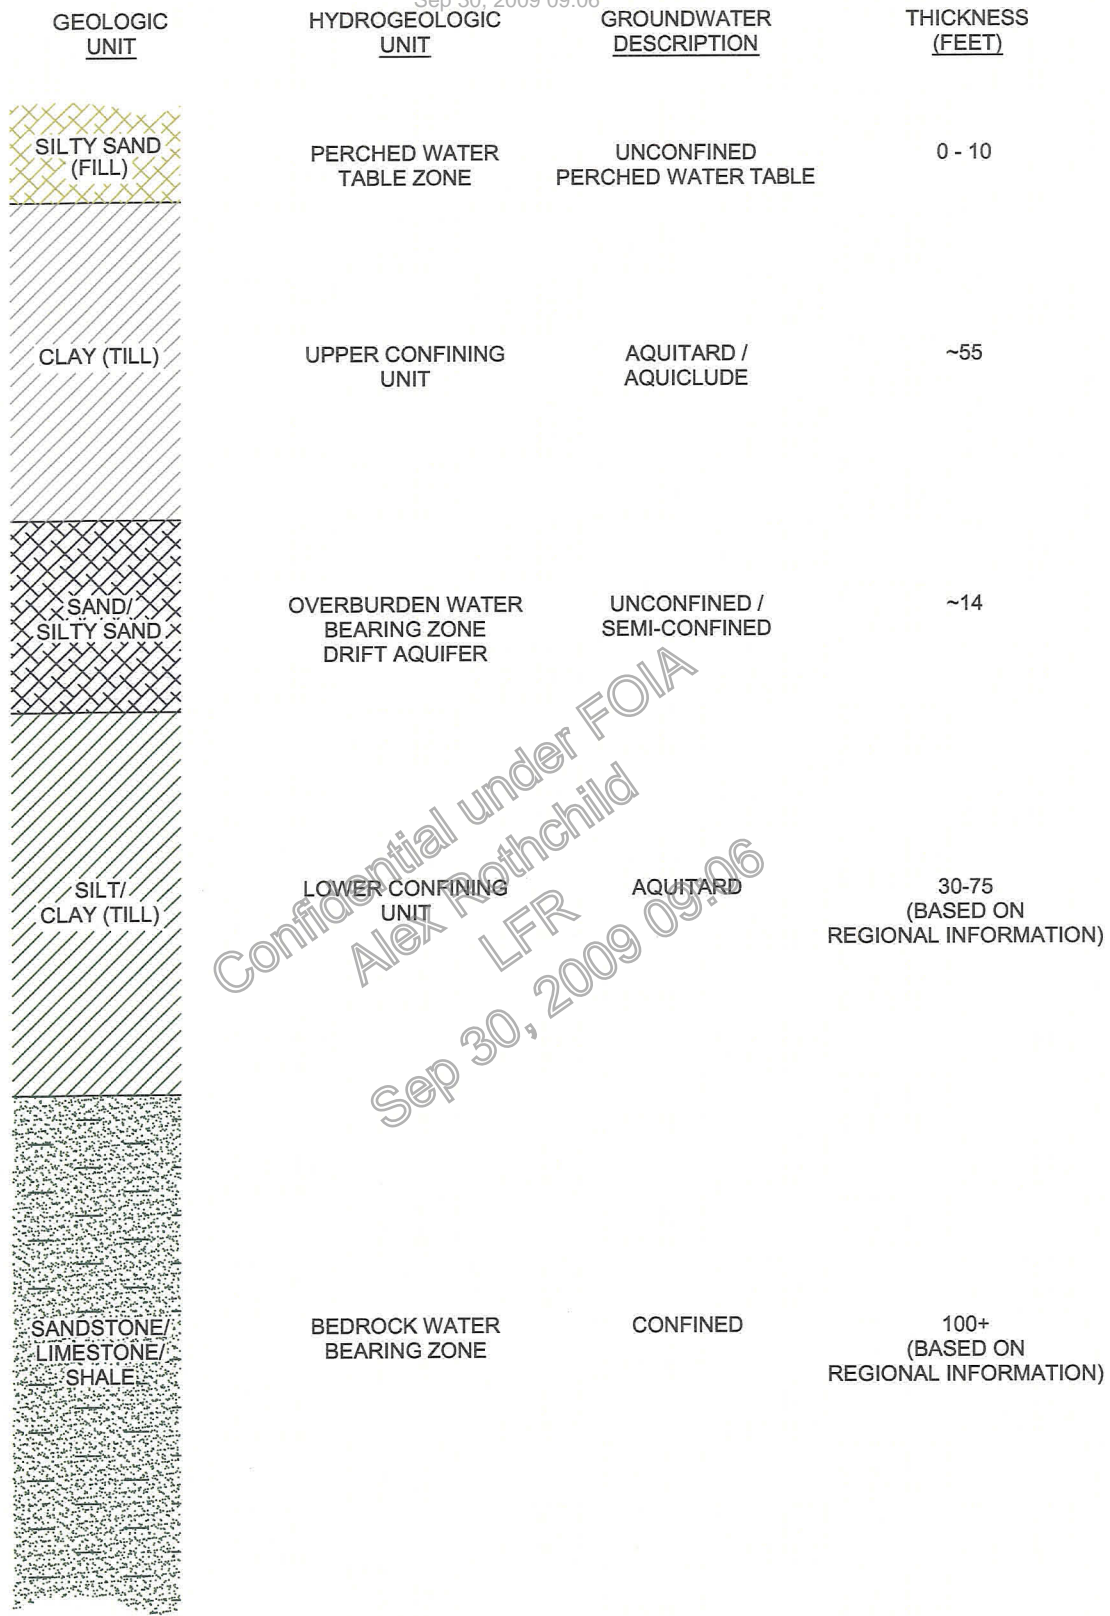 Sep 30, 2009 09:06
GEOLOGIC
UNIT
HYDROGEOLOGIC
UNIT
GROUNDWATER
DESCRIPTION
THICKNESS
(FEET)
SILTY SAND
(FILL)
PERCHED WATER
TABLE ZONE
UNCONFINED
PERCHED WATER TABLE
0 - 10
CLAY (TILL)
UPPER CONFINING
UNIT
AQUITARD /
AQUICLUDE
~55
SAND/
SILTY SAND
OVERBURDEN WATER
BEARING ZONE
DRIFT AQUIFER
UNCONFINED /
SEMI-CONFINED
~14
SILT/
CLAY (TILL)
LOWER CONFINING
UNIT
AQUITARD
30-75
(BASED ON
REGIONAL INFORMATION)
Confidential under FOIA
Alex Rothchild
LFR
Sep 30, 2009 09:06
SANDSTONE/
LIMESTONE/
SHALE
BEDROCK WATER
BEARING ZONE
CONFINED
100+
(BASED ON
REGIONAL INFORMATION)